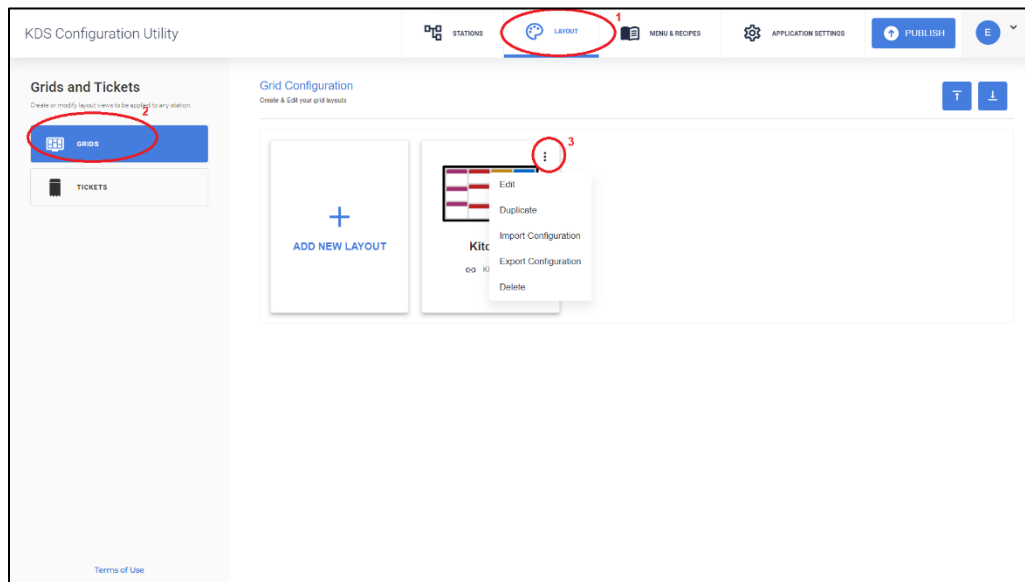 KDS Configuration Utility
STATIONS
LAYOUT
1
MENU & RECIPES
APPLICATION SETTINGS
PUBLISH
E
Grids and Tickets
Create or modify layout views to be applied to any station.
2
GRIDS
TICKETS
Grid Configuration
Create & Edit your grid layouts
3
ADD NEW LAYOUT
Edit
Duplicate
Import Configuration
Export Configuration
Delete
Terms of Use